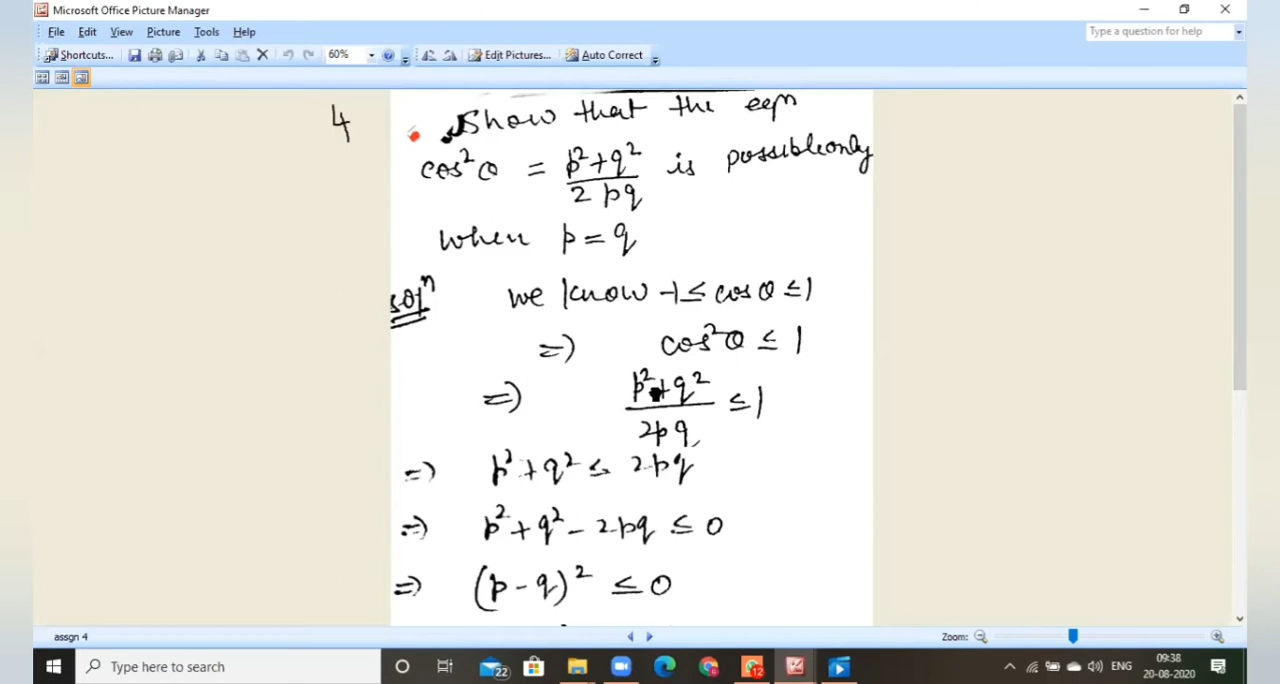 Microsoft Office Picture Manager
File Edit View Picture Tools Help
Type a question for help
Shortcuts... 60% Edit Pictures... Auto Correct
4
Show that the eqn
cos²θ = p²+q² / 2pq is possible only
when p = q
solⁿ we know -1 ≤ cosθ ≤ 1
=) cos²θ ≤ 1
=) p²+q² / 2pq ≤ 1
=) p²+q² ≤ 2pq
=) p²+q² - 2pq ≤ 0
=) (p-q)² ≤ 0
assgn 4 Zoom:
Type here to search 22 12 ENG 09:38
20-08-2020